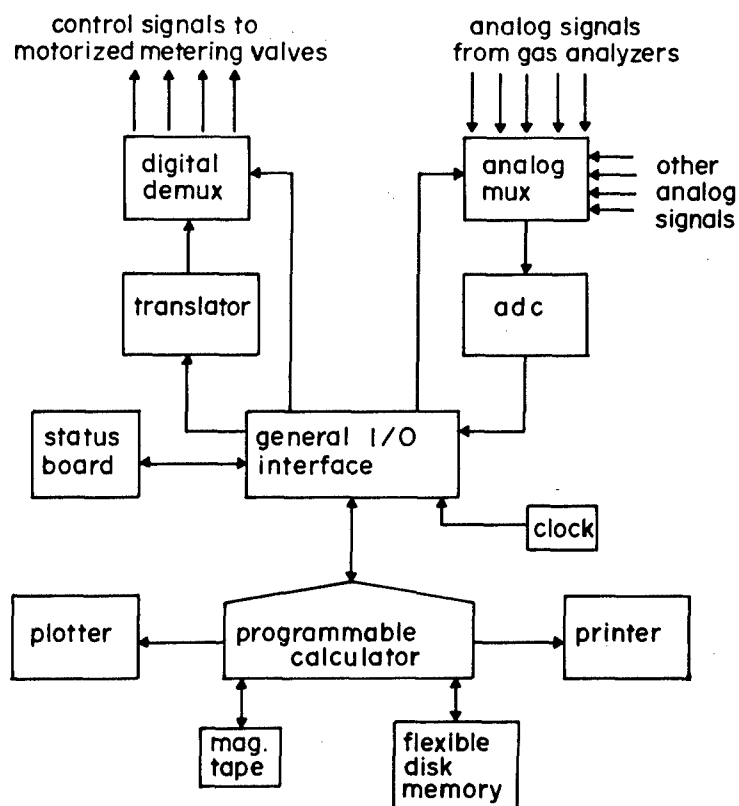 control signals to
motorized metering valves
analog signals
from gas analyzers
digital
demux
analog
mux
other
analog
signals
translator
adc
status
board
general I/O
interface
clock
plotter
programmable
calculator
printer
mag.
tape
flexible
disk
memory